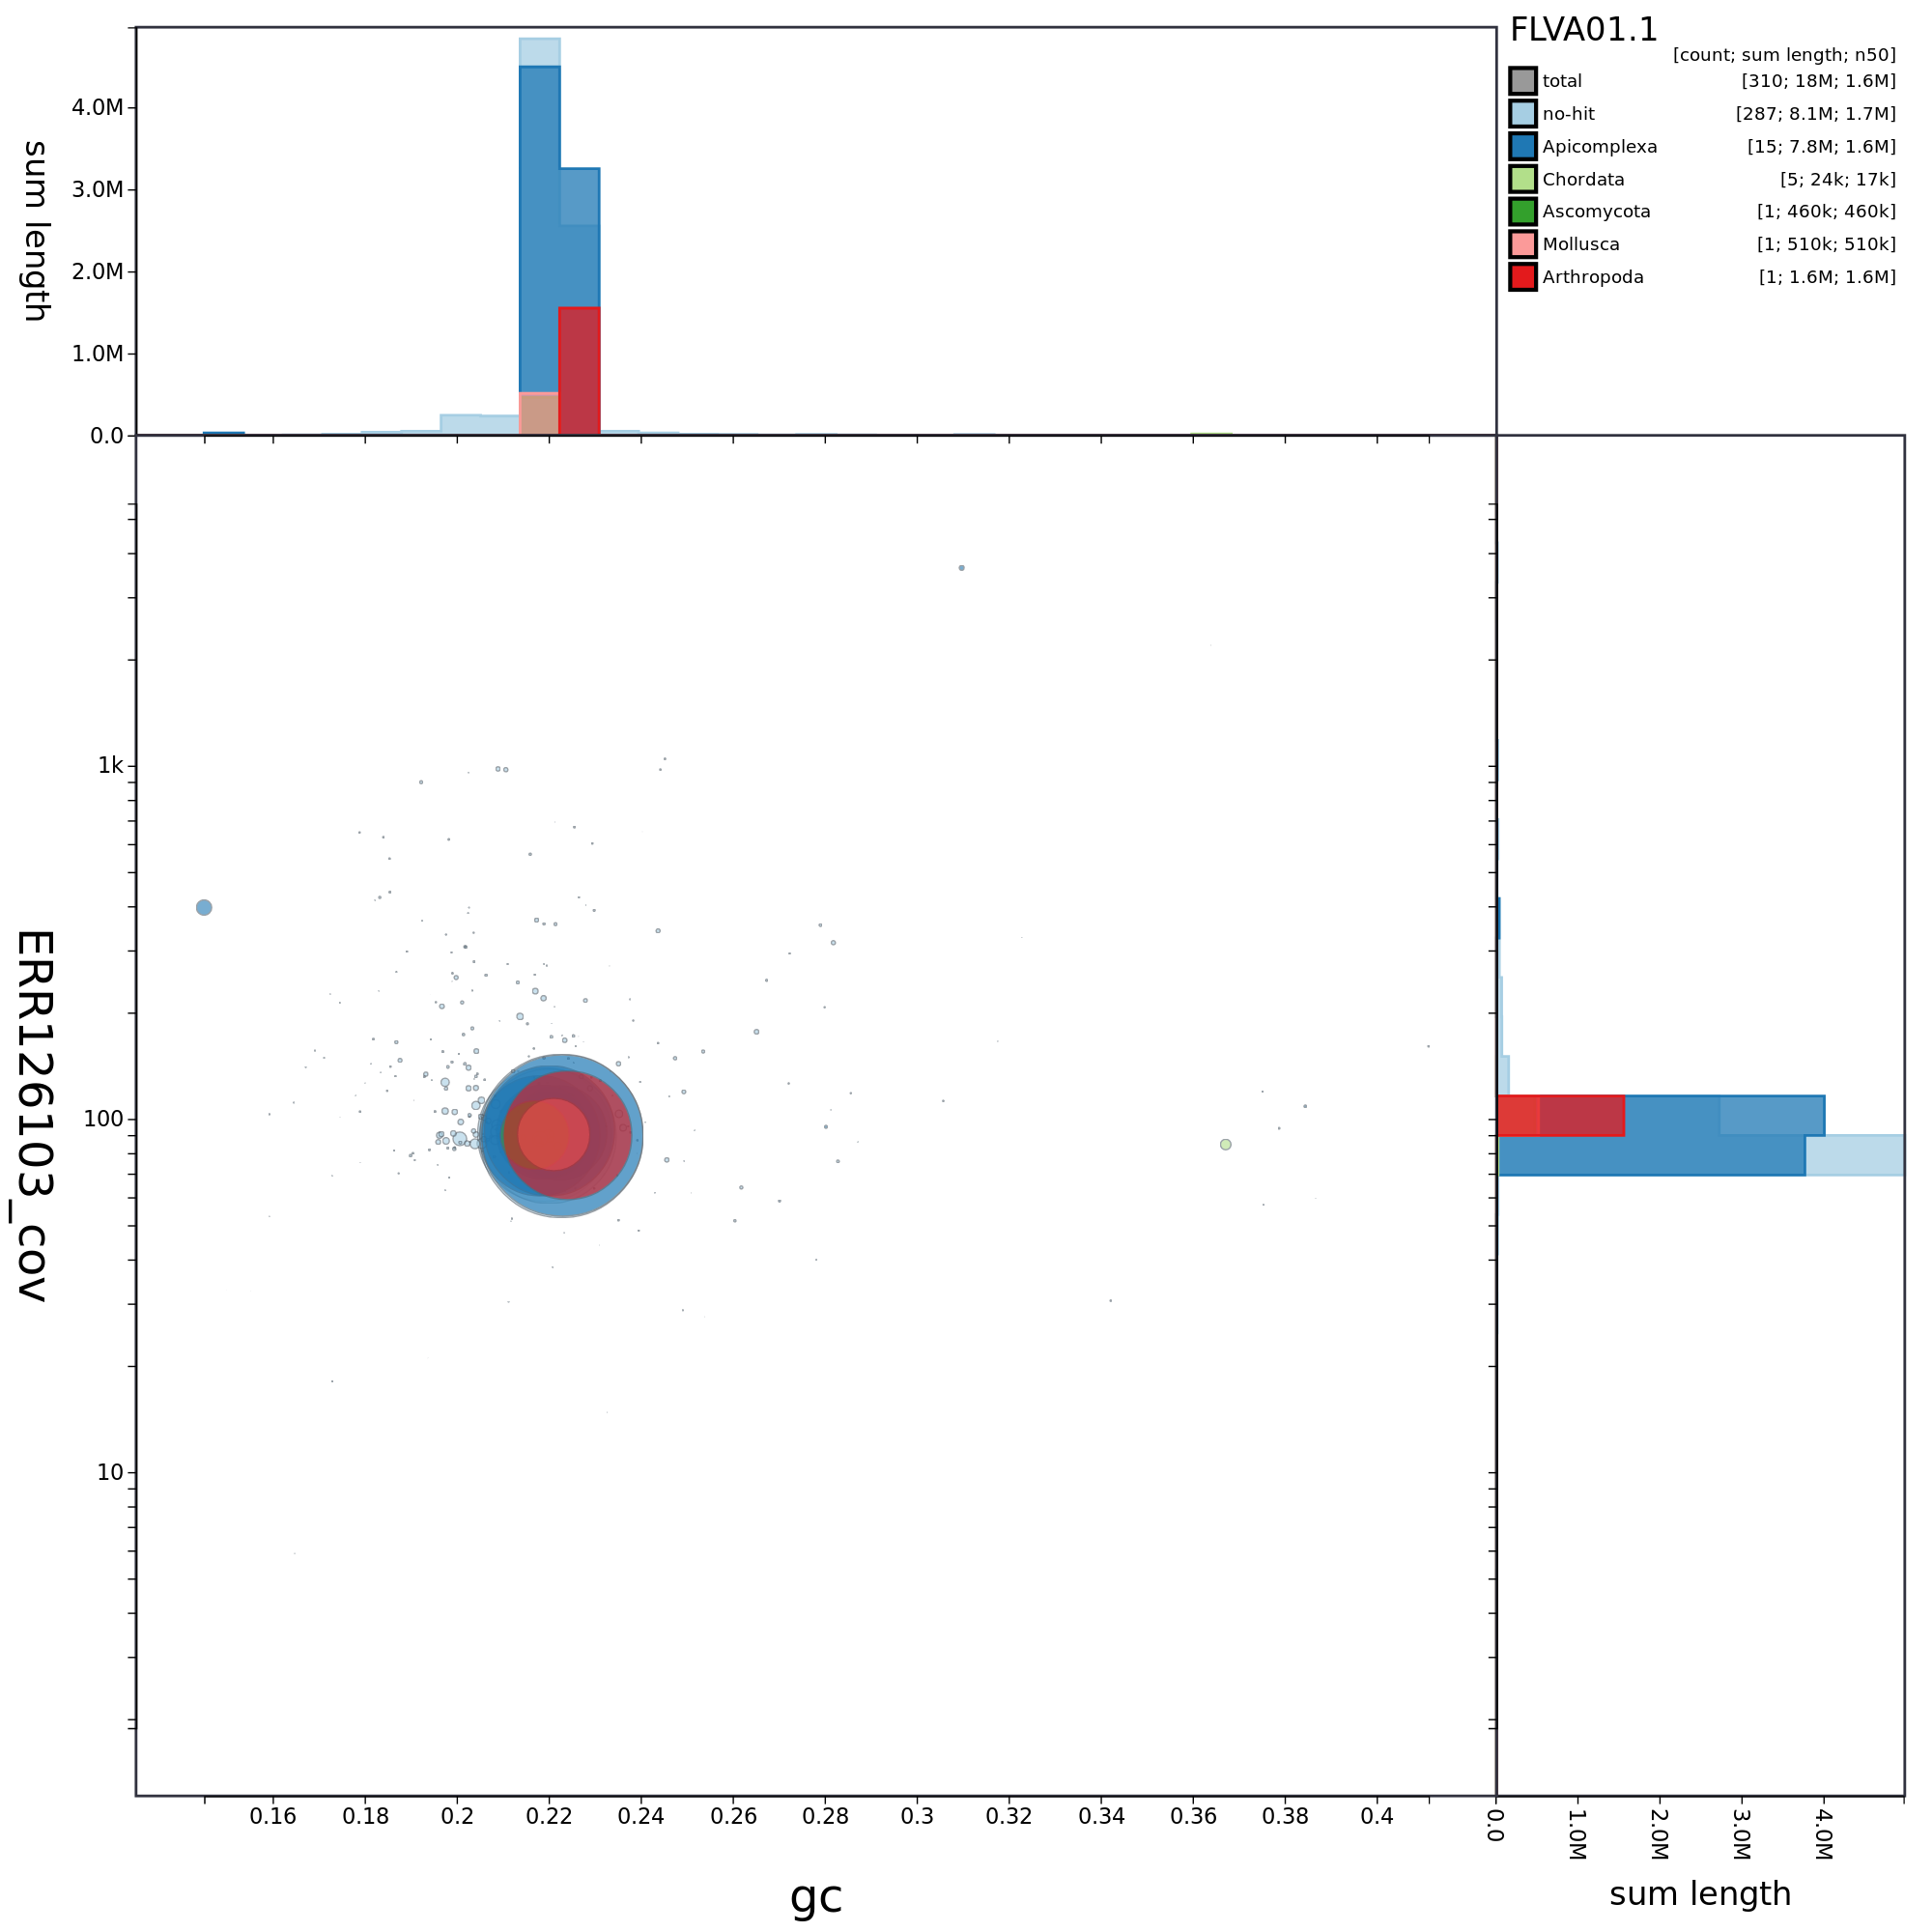 FLVA01.1
[count; sum length; n50]
total [310; 18M; 1.6M]
no-hit [287; 8.1M; 1.7M]
Apicomplexa [15; 7.8M; 1.6M]
Chordata [5; 24k; 17k]
Ascomycota [1; 460k; 460k]
Mollusca [1; 510k; 510k]
Arthropoda [1; 1.6M; 1.6M]
sum length
4.0M
3.0M
2.0M
1.0M
0.0
ERR126103_cov
1k
100
10
0.16 0.18 0.2 0.22 0.24 0.26 0.28 0.3 0.32 0.34 0.36 0.38 0.4
gc
0.0 1.0M 2.0M 3.0M 4.0M
sum length